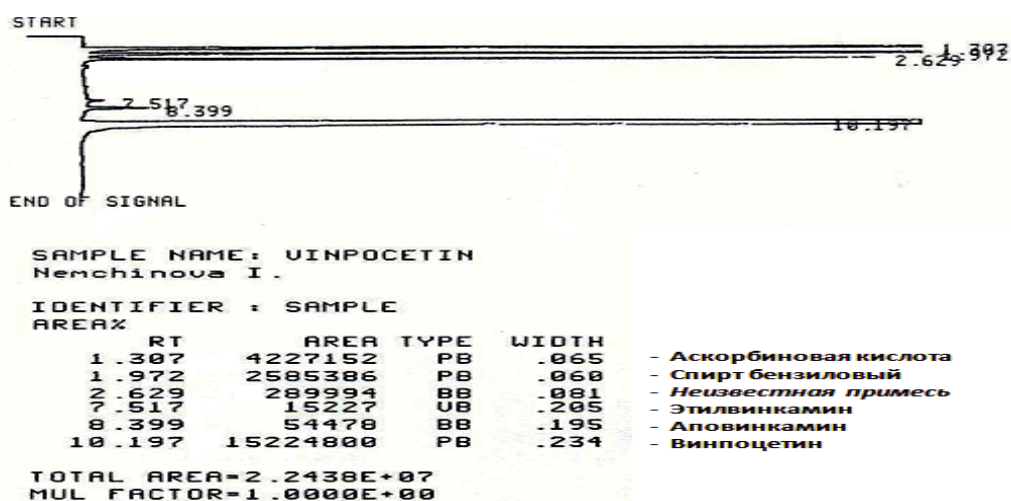 START
1.307
1.972
2.629
7.517
8.399
10.197
END OF SIGNAL
SAMPLE NAME: VINPOCETIN
Nemchinova I.
IDENTIFIER : SAMPLE
AREA%
RT AREA TYPE WIDTH
1.307 4227152 PB .065 - Аскорбиновая кислота
1.972 2585386 PB .060 - Спирт бензиловый
2.629 289994 BB .081 - Неизвестная примесь
7.517 15227 VB .205 - Этилвинкамин
8.399 54478 BB .195 - Аповинкамин
10.197 15224800 PB .234 - Винпоцетин
TOTAL AREA=2.2438E+07
MUL FACTOR=1.0000E+00